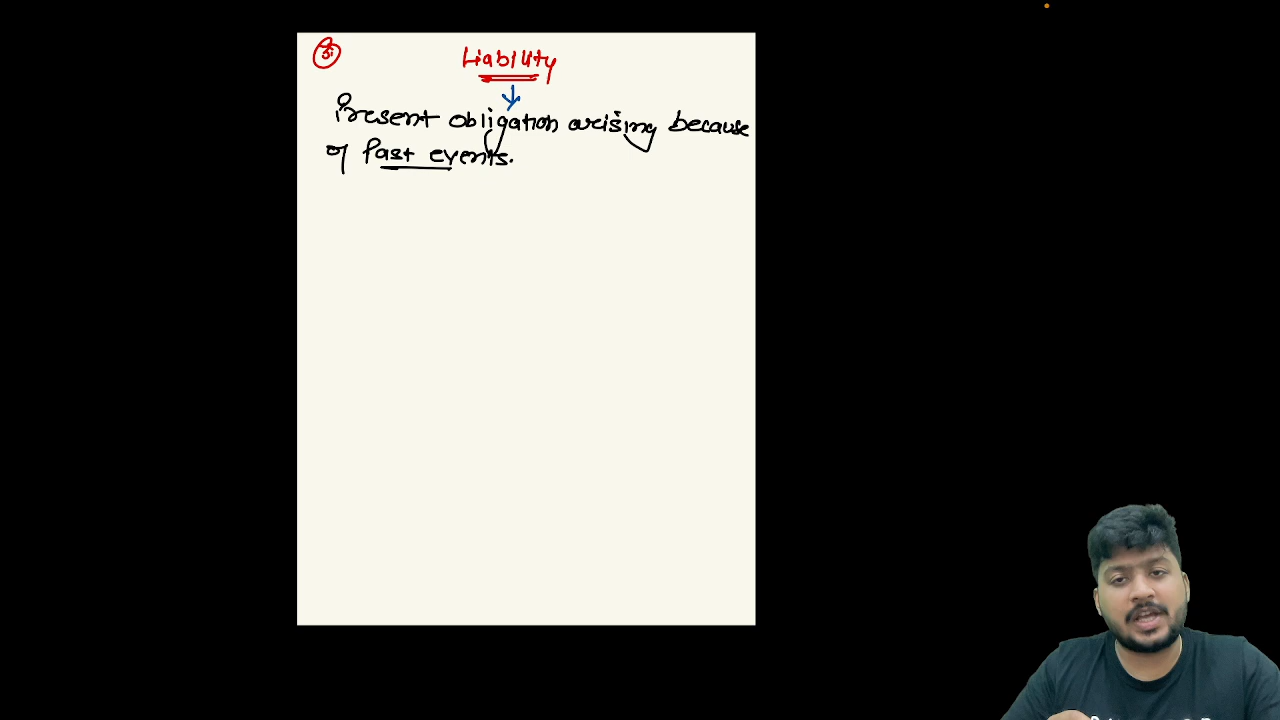 Liability
Present obligation arising because
of Past events.